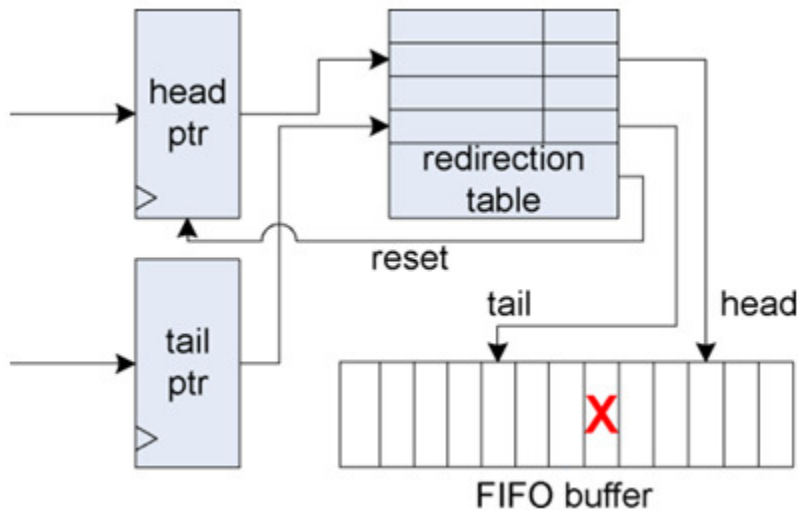 head
ptr
redirection
table
reset
tail
ptr
tail
head
X
FIFO buffer